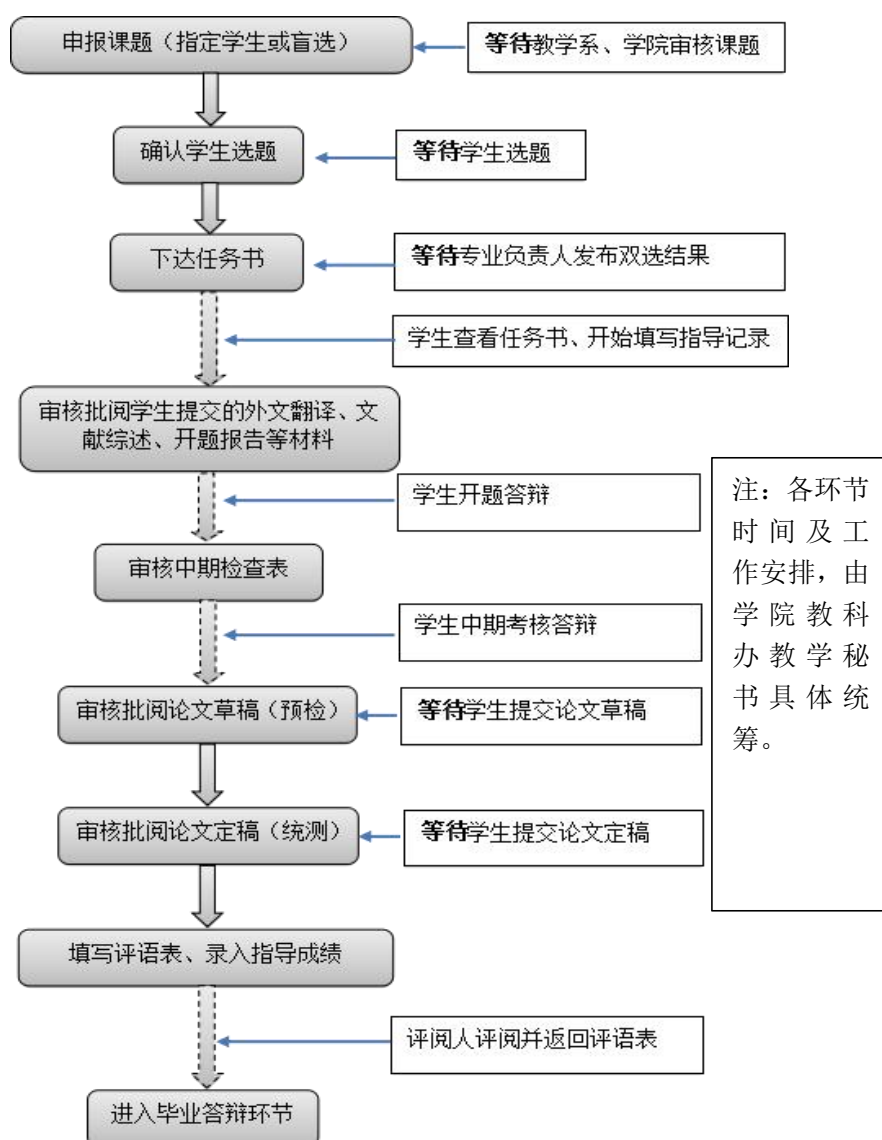 申报课题（指定学生或盲选）
等待教学系、学院审核课题
确认学生选题
等待学生选题
下达任务书
等待专业负责人发布双选结果
学生查看任务书、开始填写指导记录
审核批阅学生提交的外文翻译、文
献综述、开题报告等材料
学生开题答辩
审核中期检查表
学生中期考核答辩
审核批阅论文草稿（预检）
等待学生提交论文草稿
审核批阅论文定稿（统测）
等待学生提交论文定稿
填写评语表、录入指导成绩
评阅人评阅并返回评语表
进入毕业答辩环节
注：各环节
时间及工
作安排，由
学院教科
办教学秘
书具体统
筹。